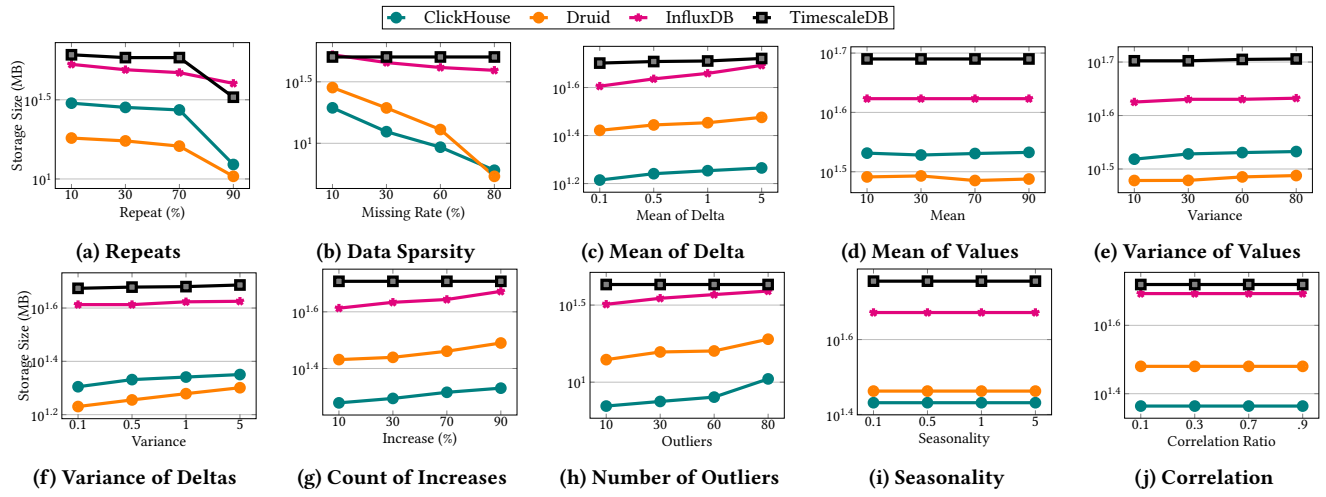 ClickHouse Druid InfluxDB TimescaleDB
Storage Size (MB)
10^1.5
10^1
10 30 70 90
Repeat (%)
(a) Repeats
10^1.5
10^1
10 30 60 80
Missing Rate (%)
(b) Data Sparsity
10^1.6
10^1.4
10^1.2
0.1 0.5 1 5
Mean of Delta
(c) Mean of Delta
10^1.7
10^1.6
10^1.5
10 30 70 90
Mean
(d) Mean of Values
10^1.7
10^1.6
10^1.5
10 30 60 80
Variance
(e) Variance of Values
Storage Size (MB)
10^1.6
10^1.4
10^1.2
0.1 0.5 1 5
Variance
(f) Variance of Deltas
10^1.6
10^1.4
10 30 70 90
Increase (%)
(g) Count of Increases
10^1.5
10^1
10 30 60 80
Outliers
(h) Number of Outliers
10^1.6
10^1.4
0.1 0.5 1 5
Seasonality
(i) Seasonality
10^1.6
10^1.4
0.1 0.3 0.7 .9
Correlation Ratio
(j) Correlation